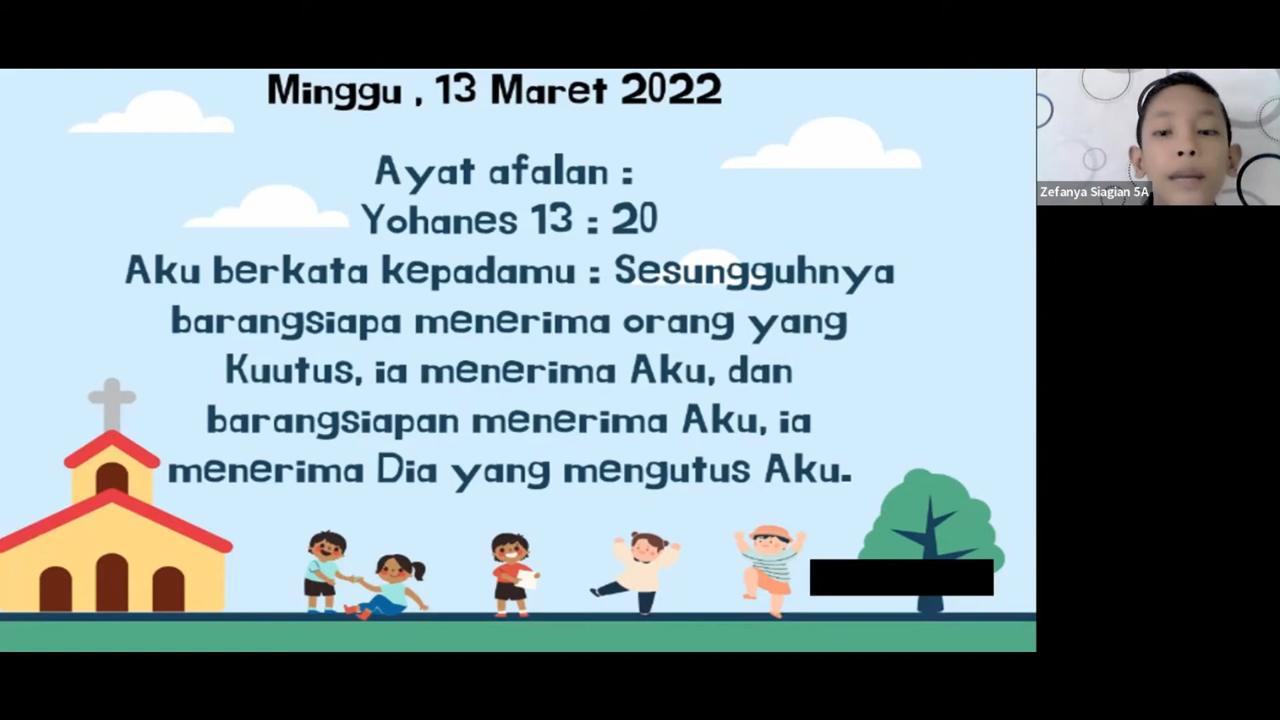 Minggu , 13 Maret 2022
Ayat afalan :
Yohanes 13 : 20
Aku berkata kepadamu : Sesungguhnya
barangsiapa menerima orang yang
Kuutus, ia menerima Aku, dan
barangsiapan menerima Aku, ia
menerima Dia yang mengutus Aku.
Zefanya Siagian 5A